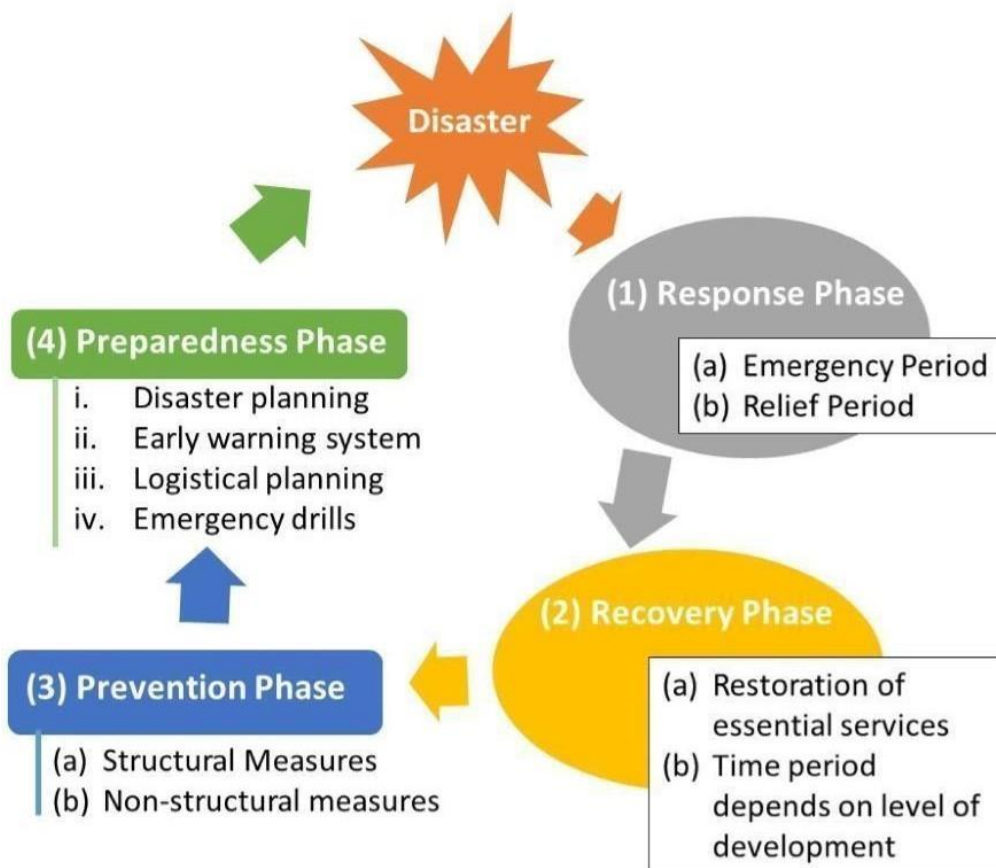 Disaster
(1) Response Phase
(a) Emergency Period
(b) Relief Period
(2) Recovery Phase
(a) Restoration of
essential services
(b) Time period
depends on level of
development
(3) Prevention Phase
(a) Structural Measures
(b) Non-structural measures
(4) Preparedness Phase
i. Disaster planning
ii. Early warning system
iii. Logistical planning
iv. Emergency drills